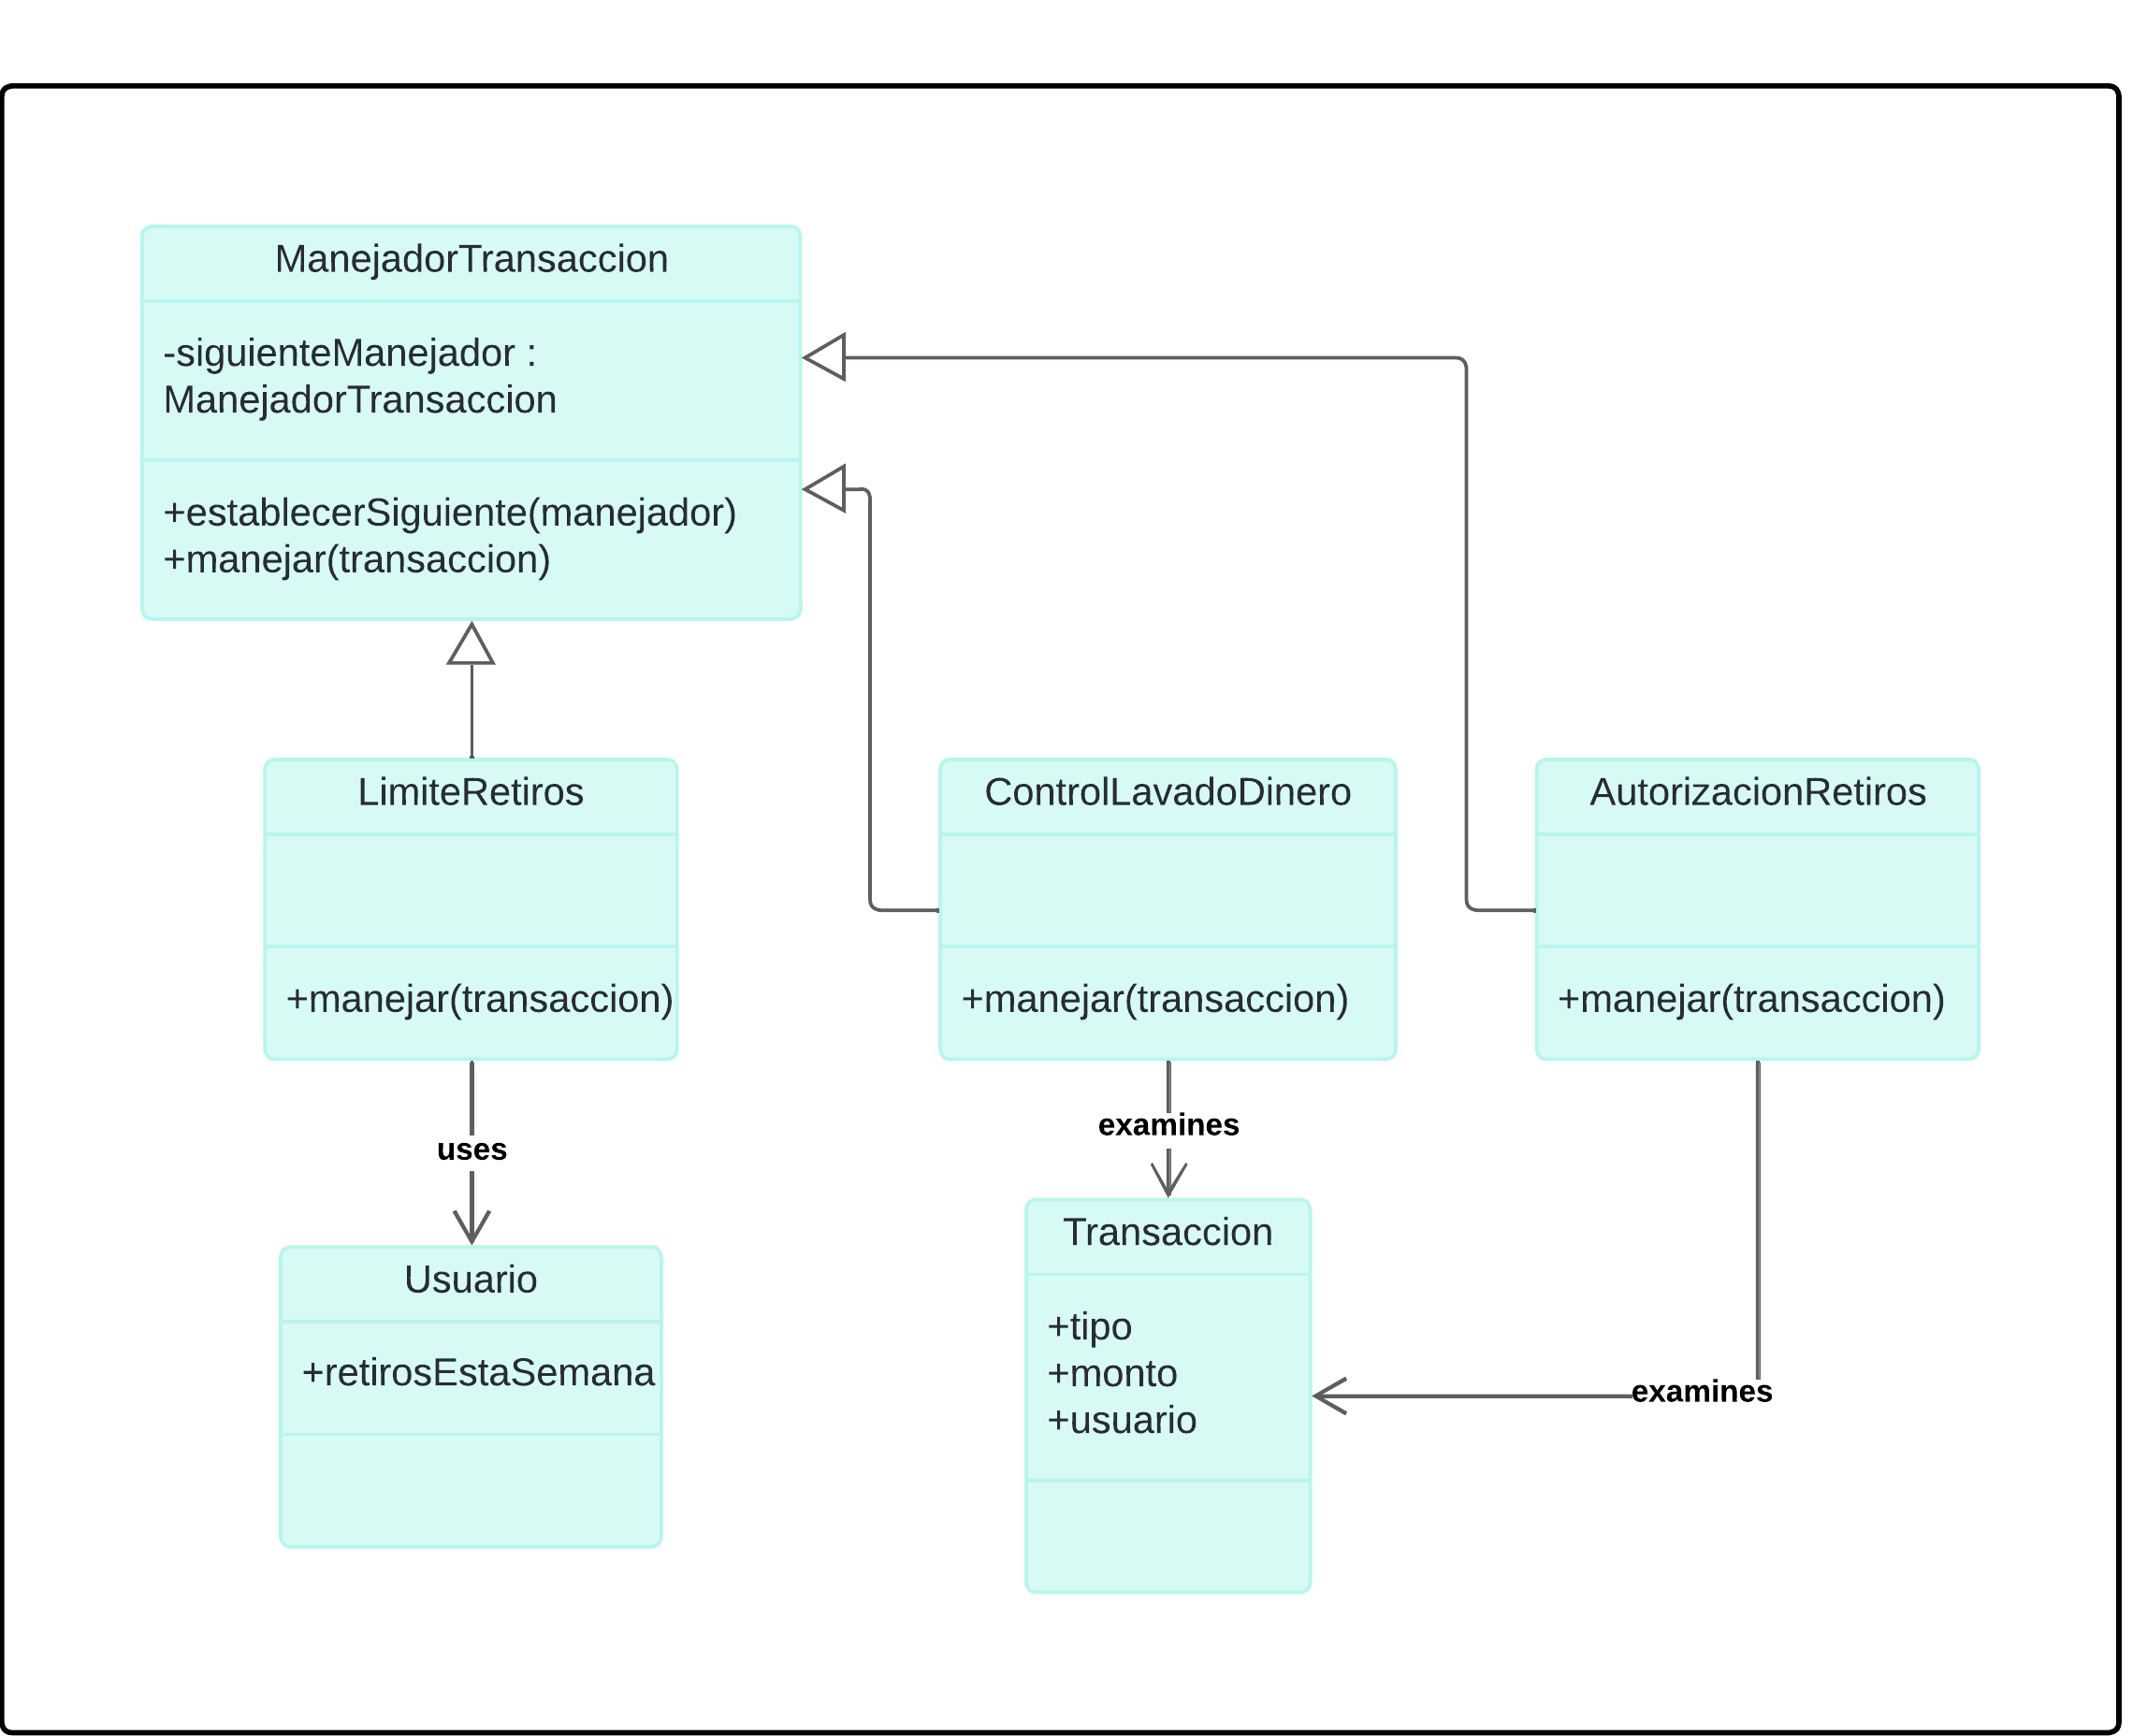 ManejadorTransaccion
-siguienteManejador :
ManejadorTransaccion
+establecerSiguiente(manejador)
+manejar(transaccion)
LimiteRetiros
+manejar(transaccion)
ControlLavadoDinero
+manejar(transaccion)
AutorizacionRetiros
+manejar(transaccion)
uses
examines
examines
Usuario
+retirosEstaSemana
Transaccion
+tipo
+monto
+usuario